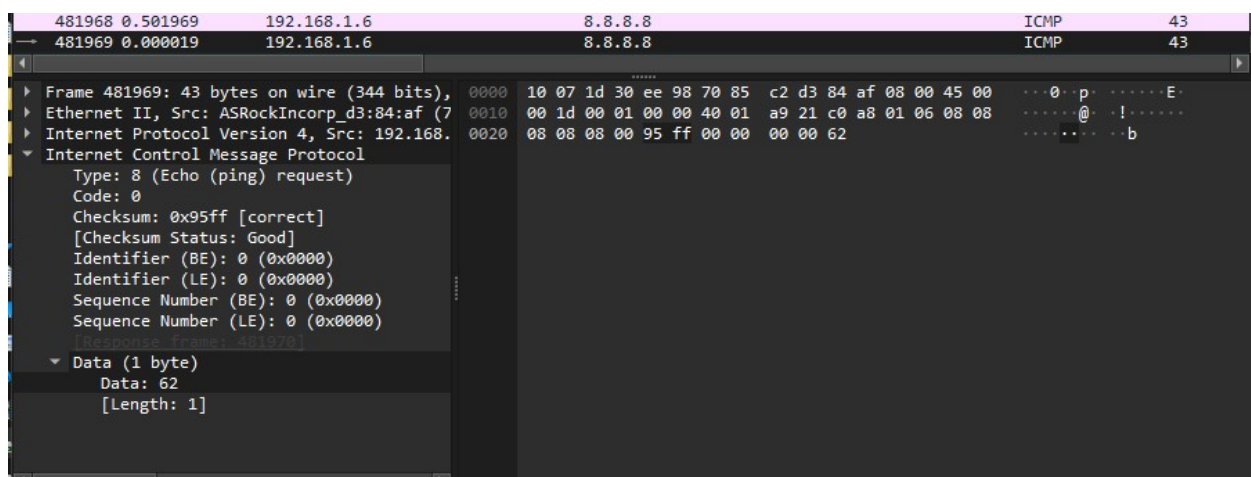 481968 0.501969 192.168.1.6 8.8.8.8 ICMP 43
481969 0.000019 192.168.1.6 8.8.8.8 ICMP 43
Frame 481969: 43 bytes on wire (344 bits),
Ethernet II, Src: ASRockIncorp_d3:84:af (7
Internet Protocol Version 4, Src: 192.168.
Internet Control Message Protocol
Type: 8 (Echo (ping) request)
Code: 0
Checksum: 0x95ff [correct]
[Checksum Status: Good]
Identifier (BE): 0 (0x0000)
Identifier (LE): 0 (0x0000)
Sequence Number (BE): 0 (0x0000)
Sequence Number (LE): 0 (0x0000)
[Response frame: 481970]
Data (1 byte)
Data: 62
[Length: 1]
0000 10 07 1d 30 ee 98 70 85 c2 d3 84 af 08 00 45 00 ···0··p· ······E·
0010 00 1d 00 01 00 00 40 01 a9 21 c0 a8 01 06 08 08 ······@· ·!······
0020 08 08 08 00 95 ff 00 00 00 00 62 ········ ··b